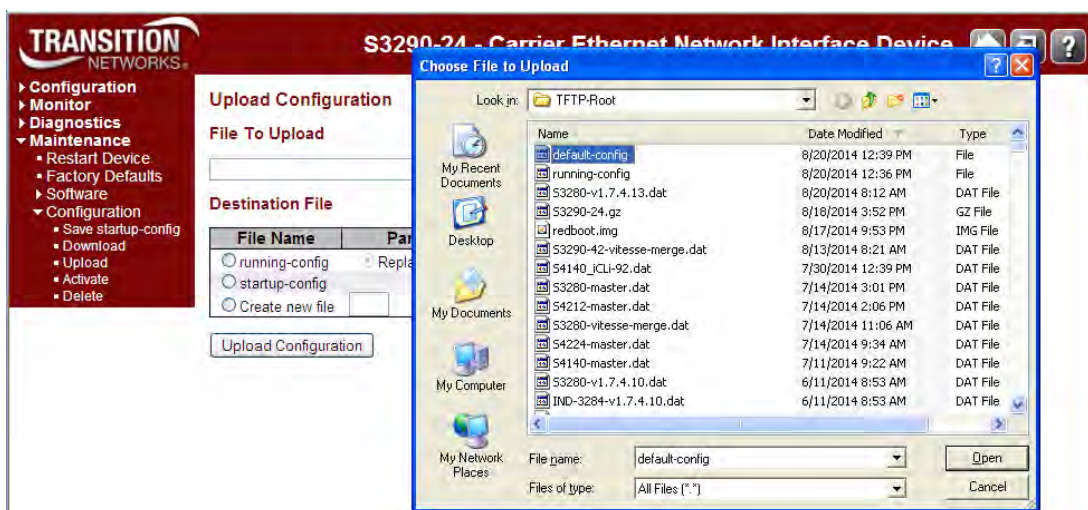 TRANSITION
NETWORKS®
S3290-24 - Carrier Ethernet Network Interface Device
?
Configuration
Monitor
Diagnostics
Maintenance
Restart Device
Factory Defaults
Software
Configuration
Save startup-config
Download
Upload
Activate
Delete
Upload Configuration
File To Upload
Destination File
File Name Par
running-config Repla
startup-config
Create new file
Upload Configuration
Choose File to Upload
?
Look in: TFTP-Root
My Recent Documents
Desktop
My Documents
My Computer
My Network Places
Name Date Modified Type
default-config 8/20/2014 12:39 PM File
running-config 8/20/2014 12:36 PM File
S3280-v1.7.4.13.dat 8/20/2014 8:12 AM DAT File
S3290-24.gz 8/18/2014 3:52 PM GZ File
redboot.img 8/17/2014 9:53 PM IMG File
S3290-42-vitesse-merge.dat 8/13/2014 8:21 AM DAT File
S4140_iCLi-92.dat 7/30/2014 12:39 PM DAT File
S3280-master.dat 7/14/2014 3:01 PM DAT File
S4212-master.dat 7/14/2014 2:06 PM DAT File
S3280-vitesse-merge.dat 7/14/2014 11:06 AM DAT File
S4224-master.dat 7/14/2014 9:34 AM DAT File
S4140-master.dat 7/11/2014 9:22 AM DAT File
S3280-v1.7.4.10.dat 6/11/2014 8:53 AM DAT File
IND-3284-v1.7.4.10.dat 6/11/2014 8:53 AM DAT File
File name: default-config Open
Files of type: All Files (*.*) Cancel